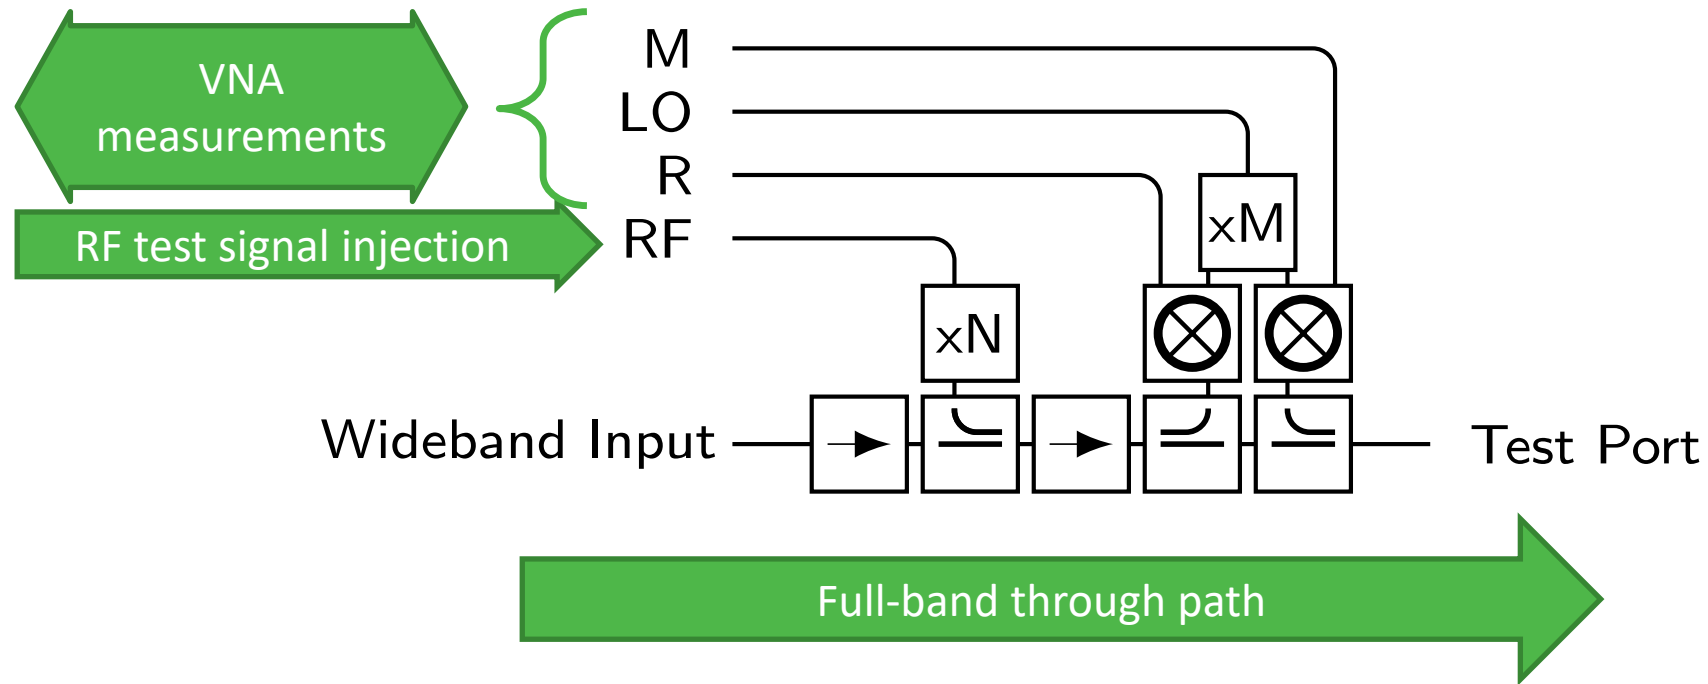 VNA
measurements
RF test signal injection
M
LO
R
RF
xM
xN
Wideband Input
Test Port
Full-band through path